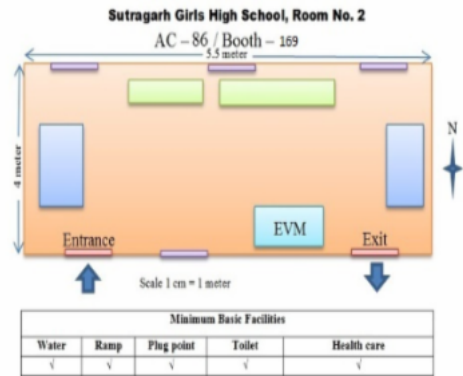 Sutragarh Girls High School, Room No. 2
AC – 86 / Booth – 169
5.5 meter
4 meter
N
EVM
Entrance
Exit
Scale 1 cm = 1 meter
Minimum Basic Facilities
Water Ramp Plug point Toilet Health care
√ √ √ √ √